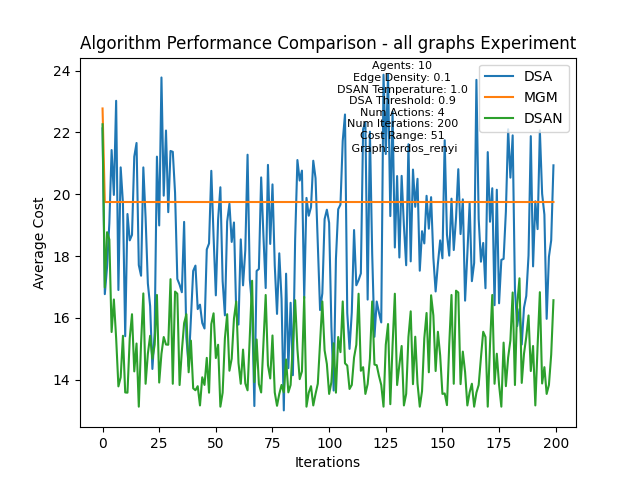 Algorithm Performance Comparison - all graphs Experiment
Agents: 10
Edge Density: 0.1
DSAN Temperature: 1.0
DSA Threshold: 0.9
Num Actions: 4
Num Iterations: 200
Cost Range: 51
Graph: erdos_renyi
DSA
MGM
DSAN
Average Cost
24
22
20
18
16
14
0
25
50
75
100
125
150
175
200
Iterations